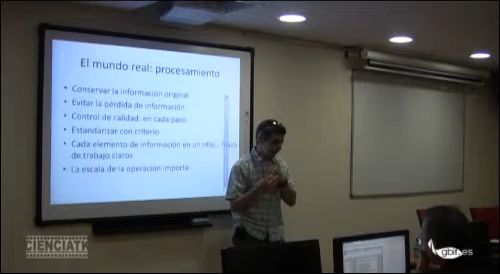 El mundo real: procesamiento
• Conservar la información original
• Evitar la pérdida de información
• Control de calidad: en cada paso
• Estandarizar con criterio
• Cada elemento de información en un sitio...
de trabajo claros
• La escala de la operación importa
CIENCIATK
gbif.es